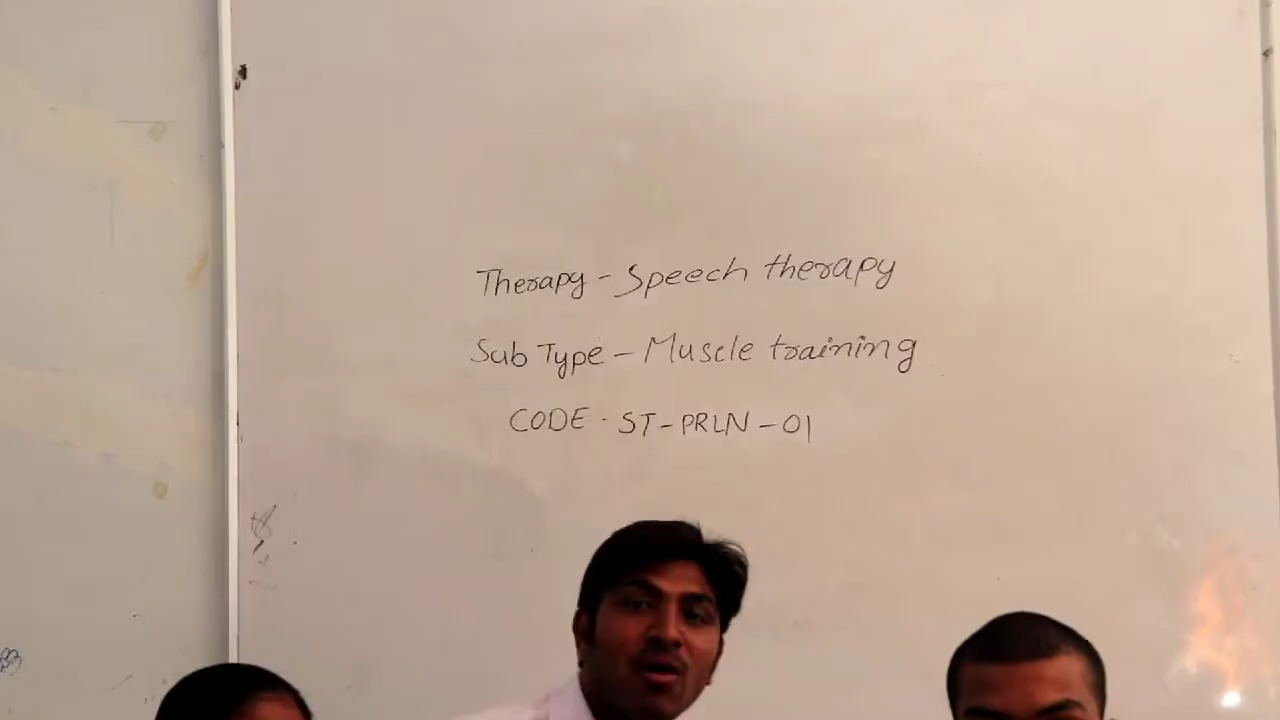 Therapy - Speech therapy
Sub Type - Muscle training
CODE - ST-PRLN-01